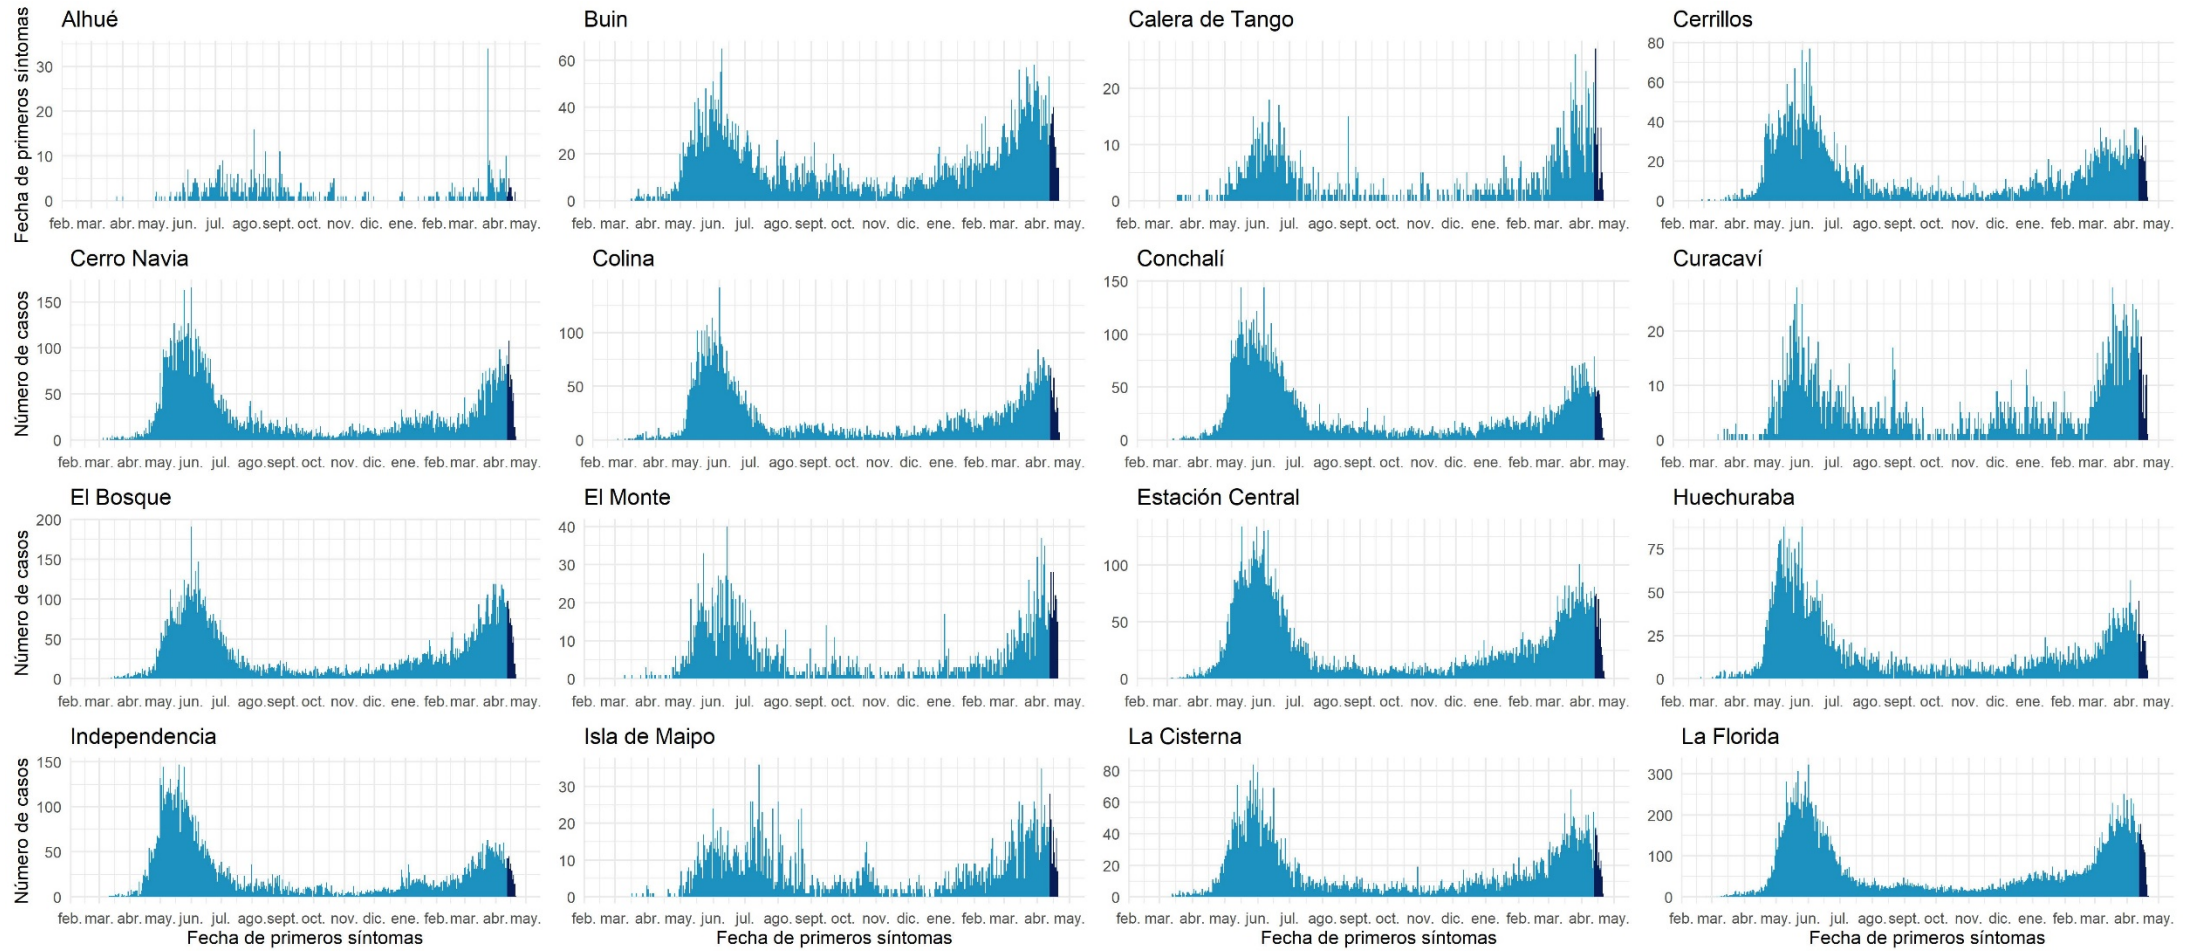 Alhué
Fecha de primeros síntomas
30
20
10
0
feb. mar. abr. may. jun. jul. ago. sept. oct. nov. dic. ene. feb. mar. abr. may.
Buin
60
40
20
0
feb. mar. abr. may. jun. jul. ago. sept. oct. nov. dic. ene. feb. mar. abr. may.
Calera de Tango
20
10
0
feb. mar. abr. may. jun. jul. ago. sept. oct. nov. dic. ene. feb. mar. abr. may.
Cerrillos
80
60
40
20
0
feb. mar. abr. may. jun. jul. ago. sept. oct. nov. dic. ene. feb. mar. abr. may.
Cerro Navia
Número de casos
150
100
50
0
feb. mar. abr. may. jun. jul. ago. sept. oct. nov. dic. ene. feb. mar. abr. may.
Colina
100
50
0
feb. mar. abr. may. jun. jul. ago. sept. oct. nov. dic. ene. feb. mar. abr. may.
Conchalí
150
100
50
0
feb. mar. abr. may. jun. jul. ago. sept. oct. nov. dic. ene. feb. mar. abr. may.
Curacaví
20
10
0
feb. mar. abr. may. jun. jul. ago. sept. oct. nov. dic. ene. feb. mar. abr. may.
El Bosque
Número de casos
200
150
100
50
0
feb. mar. abr. may. jun. jul. ago. sept. oct. nov. dic. ene. feb. mar. abr. may.
El Monte
40
30
20
10
0
feb. mar. abr. may. jun. jul. ago. sept. oct. nov. dic. ene. feb. mar. abr. may.
Estación Central
100
50
0
feb. mar. abr. may. jun. jul. ago. sept. oct. nov. dic. ene. feb. mar. abr. may.
Huechuraba
75
50
25
0
feb. mar. abr. may. jun. jul. ago. sept. oct. nov. dic. ene. feb. mar. abr. may.
Independencia
Número de casos
150
100
50
0
feb. mar. abr. may. jun. jul. ago. sept. oct. nov. dic. ene. feb. mar. abr. may.
Fecha de primeros síntomas
Isla de Maipo
30
20
10
0
feb. mar. abr. may. jun. jul. ago. sept. oct. nov. dic. ene. feb. mar. abr. may.
Fecha de primeros síntomas
La Cisterna
80
60
40
20
0
feb. mar. abr. may. jun. jul. ago. sept. oct. nov. dic. ene. feb. mar. abr. may.
Fecha de primeros síntomas
La Florida
300
200
100
0
feb. mar. abr. may. jun. jul. ago. sept. oct. nov. dic. ene. feb. mar. abr. may.
Fecha de primeros síntomas